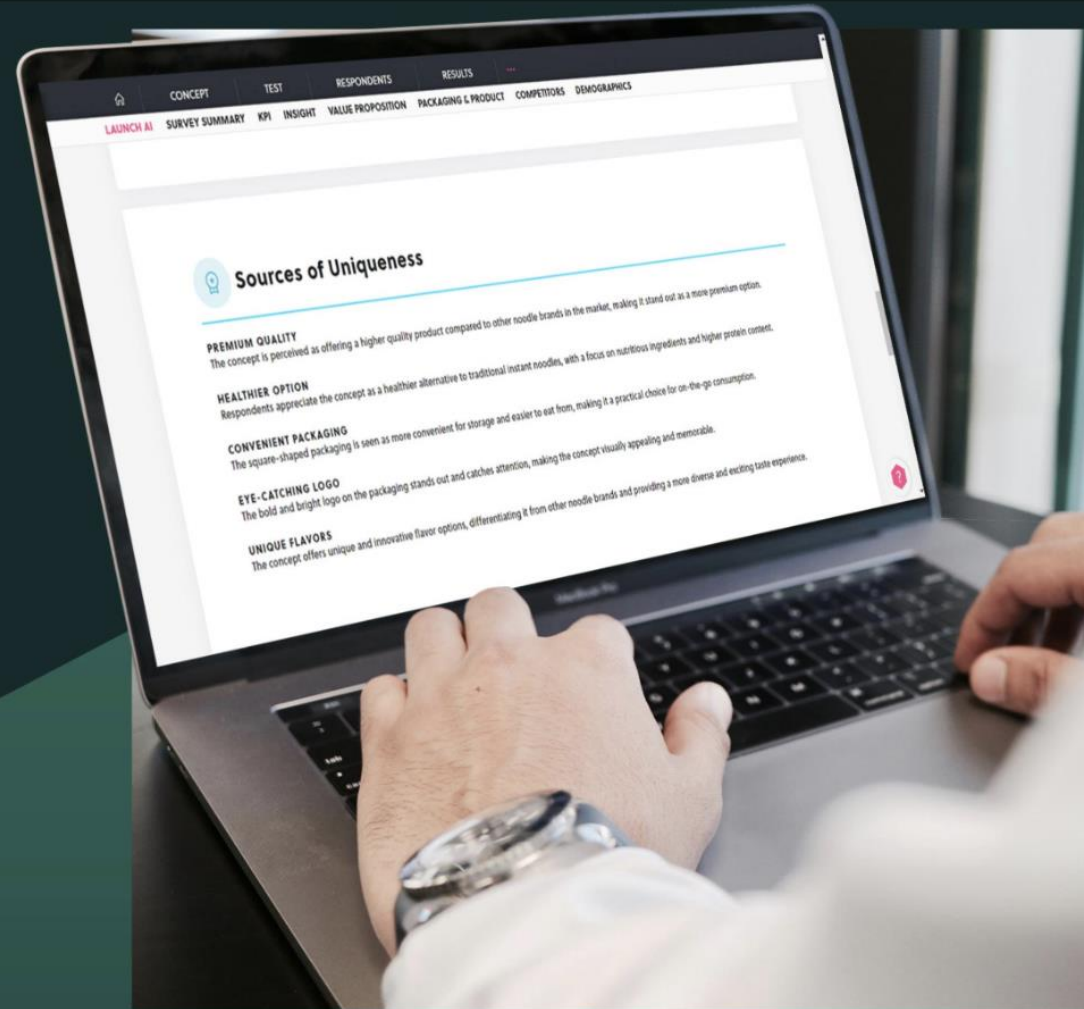 CONCEPT TEST RESPONDENTS RESULTS ...
LAUNCH AI SURVEY SUMMARY KPI INSIGHT VALUE PROPOSITION PACKAGING & PRODUCT COMPETITORS DEMOGRAPHICS
Sources of Uniqueness
PREMIUM QUALITY
The concept is perceived as offering a higher quality product compared to other noodle brands in the market, making it stand out as a more premium option.
HEALTHIER OPTION
Respondents appreciate the concept as a healthier alternative to traditional instant noodles, with a focus on nutritious ingredients and higher protein content.
CONVENIENT PACKAGING
The square-shaped packaging is seen as more convenient for storage and easier to eat from, making it a practical choice for on-the-go consumption.
EYE-CATCHING LOGO
The bold and bright logo on the packaging stands out and catches attention, making the concept visually appealing and memorable.
UNIQUE FLAVORS
The concept offers unique and innovative flavor options, differentiating it from other noodle brands and providing a more diverse and exciting taste experience.
?
MacBook Pro
tab